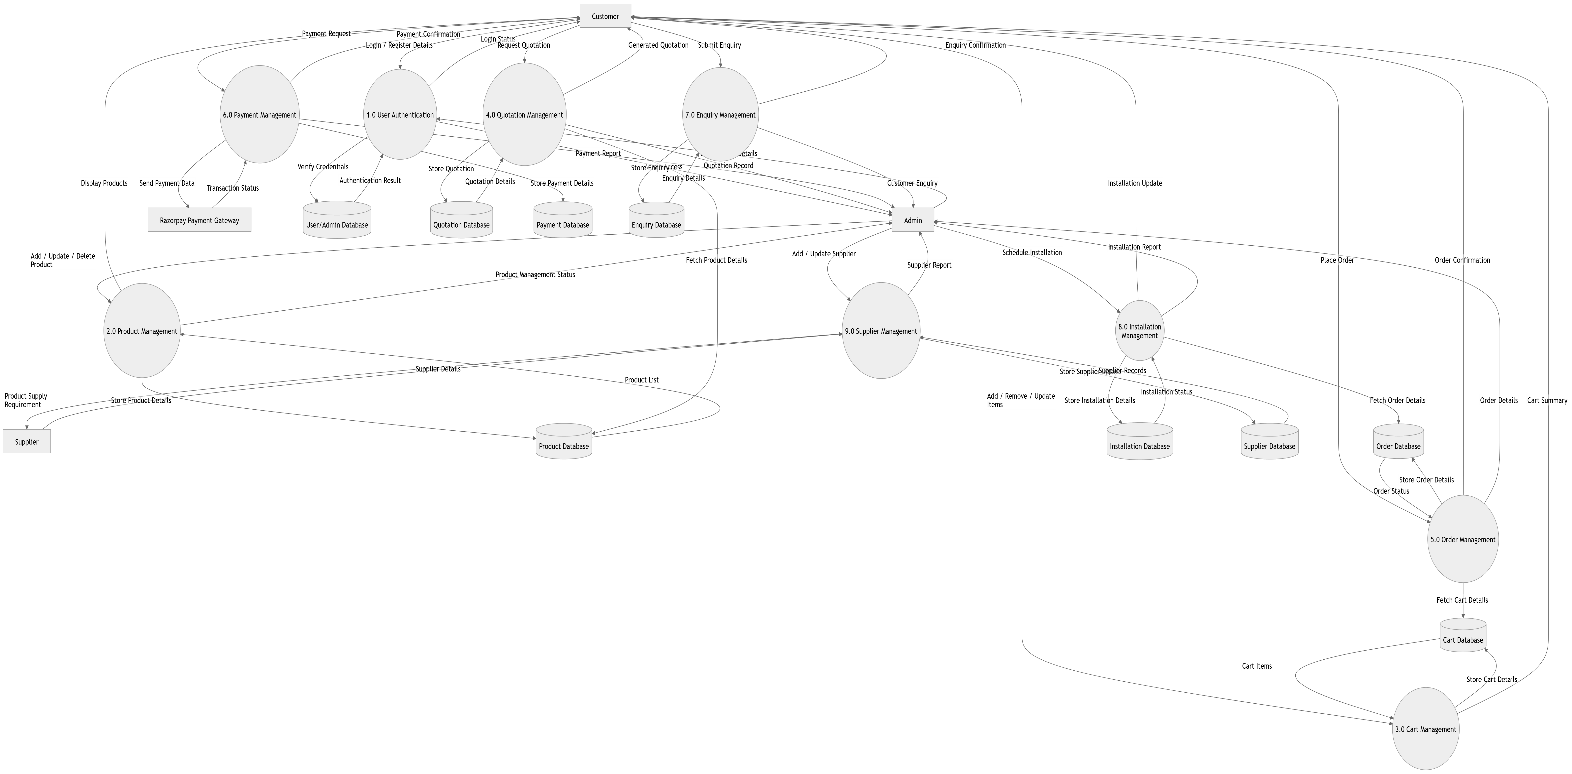 Customer
Payment Request
Payment Confirmation
Login / Register Details
Login Status
Request Quotation
Generated Quotation
Submit Enquiry
Enquiry Confirmation
6.0 Payment Management
1.0 User Authentication
4.0 Quotation Management
7.0 Enquiry Management
Payment Report
Details
Verify Credentials
Store Quotation
Store Enquiry
Quotation Record
Authentication Result
Quotation Details
Enquiry Details
Display Products
Send Payment Data
Transaction Status
Store Payment Details
Customer Enquiry
Installation Update
Razorpay Payment Gateway
User/Admin Database
Quotation Database
Payment Database
Enquiry Database
Admin
Add / Update / Delete
Product
Product Management Status
Fetch Product Details
Add / Update Supplier
Supplier Report
Schedule Installation
Installation Report
Place Order
Order Confirmation
2.0 Product Management
9.0 Supplier Management
8.0 Installation
Management
Supplier Details
Product List
Store Supplier
Supplier Records
Product Supply
Requirement
Store Product Details
Add / Remove / Update
Items
Store Installation Details
Installation Status
Fetch Order Details
Order Details
Cart Summary
Supplier
Product Database
Installation Database
Supplier Database
Order Database
Order Status
Store Order Details
5.0 Order Management
Fetch Cart Details
Cart Database
Cart Items
Store Cart Details
3.0 Cart Management